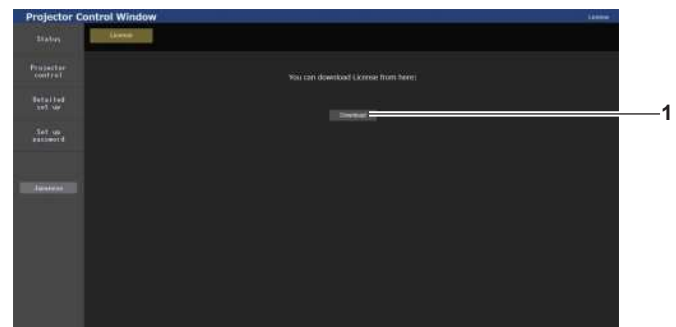 Projector Control Window
License
Status
License
Projector
control
You can download License from here:
Detailed
set up
Download
1
Set up
password
Japanese